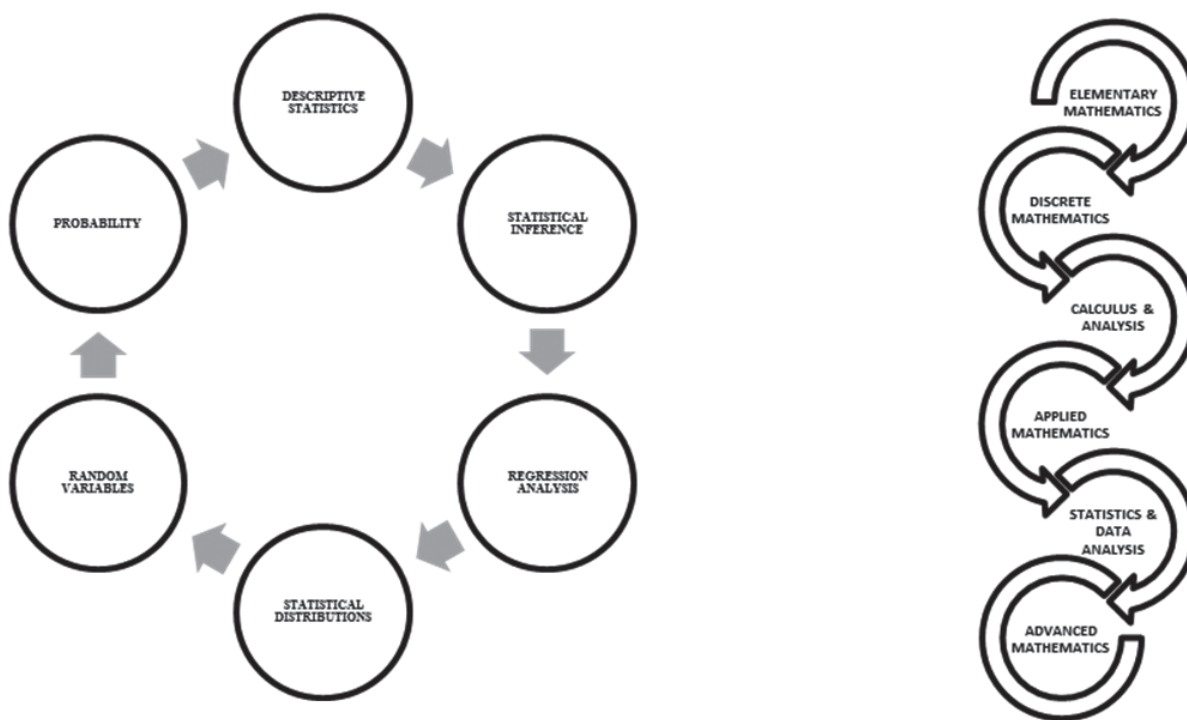 DESCRIPTIVE
STATISTICS
STATISTICAL
INFERENCE
REGRESSION
ANALYSIS
STATISTICAL
DISTRIBUTIONS
RANDOM
VARIABLES
PROBABILITY
ELEMENTARY
MATHEMATICS
DISCRETE
MATHEMATICS
CALCULUS &
ANALYSIS
APPLIED
MATHEMATICS
STATISTICS &
DATA
ANALYSIS
ADVANCED
MATHEMATICS